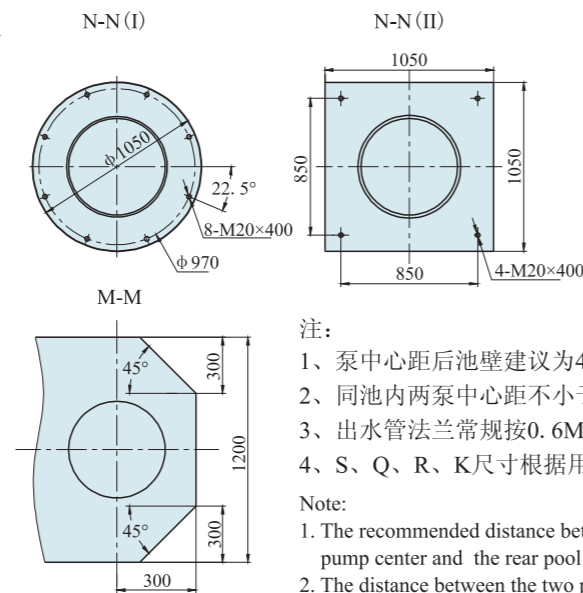 N-N(I)
N-N(II)
1050
φ1050
22.5°
8-M20×400
φ970
850
1050
850
4-M20×400
M-M
45°
300
1200
45°
300
300
注：
1、泵中心距后池壁建议为4
2、同池内两泵中心距不小
3、出水管法兰常规按0.6M
4、S、Q、R、K尺寸根据用
Note:
1. The recommended distance bet
pump center and the rear pool
2. The distance between the two